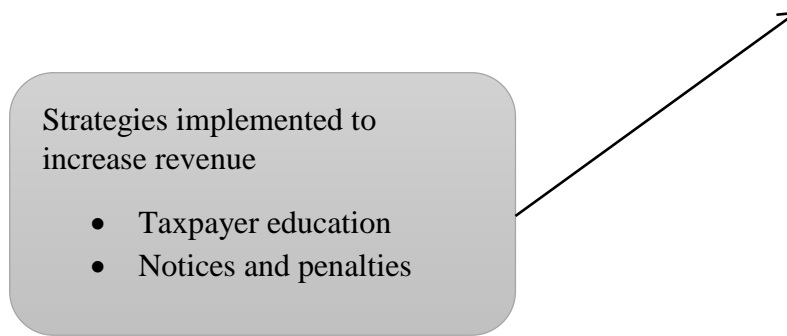 Strategies implemented to
increase revenue
• Taxpayer education
• Notices and penalties